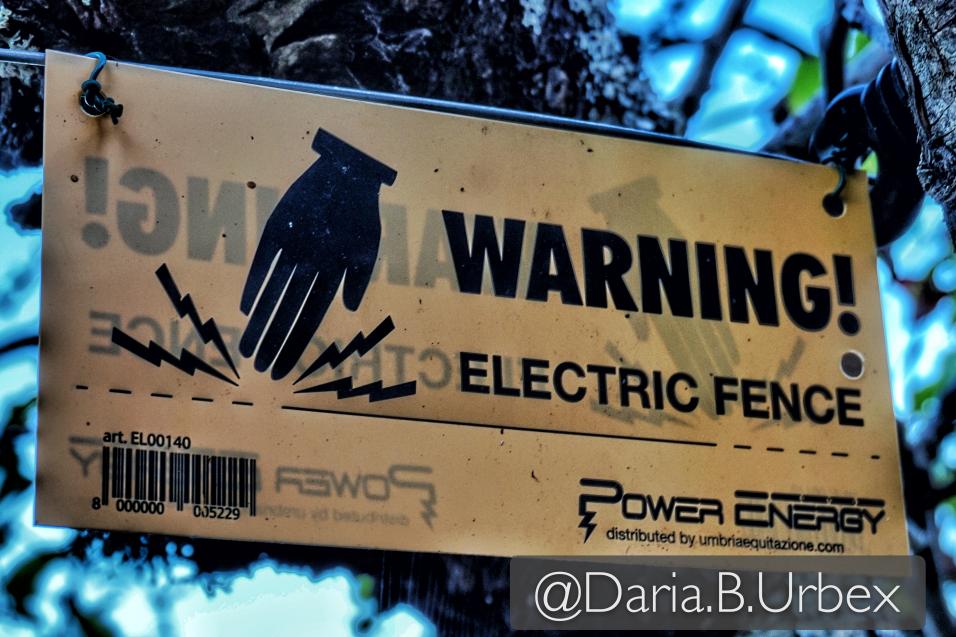 WARNING!
ELECTRIC FENCE
art. EL00140
8 000000 005229
POWER ENERGY
distributed by umbriaequitazione.com
@Daria.B.Urbex